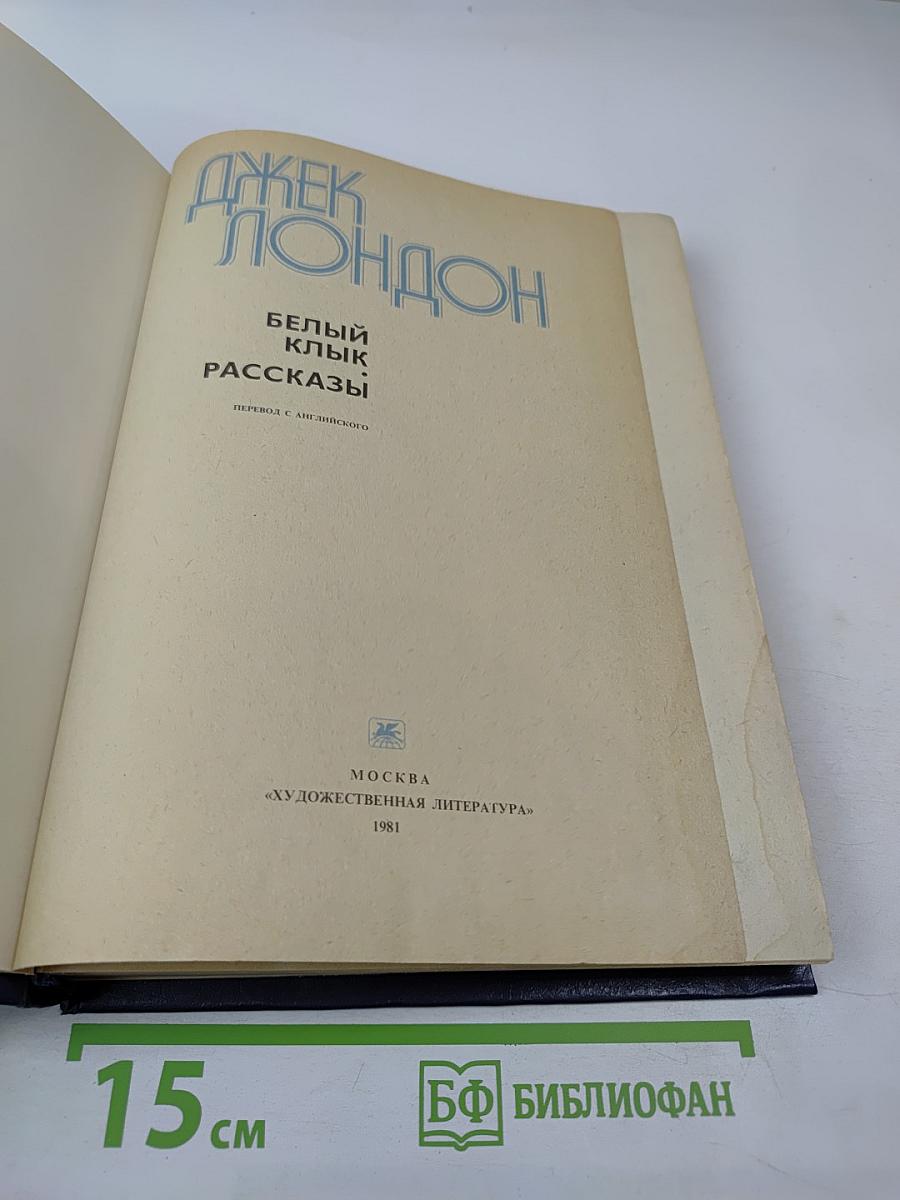 ДЖЕК
ЛОНДОН
БЕЛЫЙ
КЛЫК
·
РАССКАЗЫ
ПЕРЕВОД С АНГЛИЙСКОГО
МОСКВА
«ХУДОЖЕСТВЕННАЯ ЛИТЕРАТУРА»
1981
15 см
БФ БИБЛИОФАН